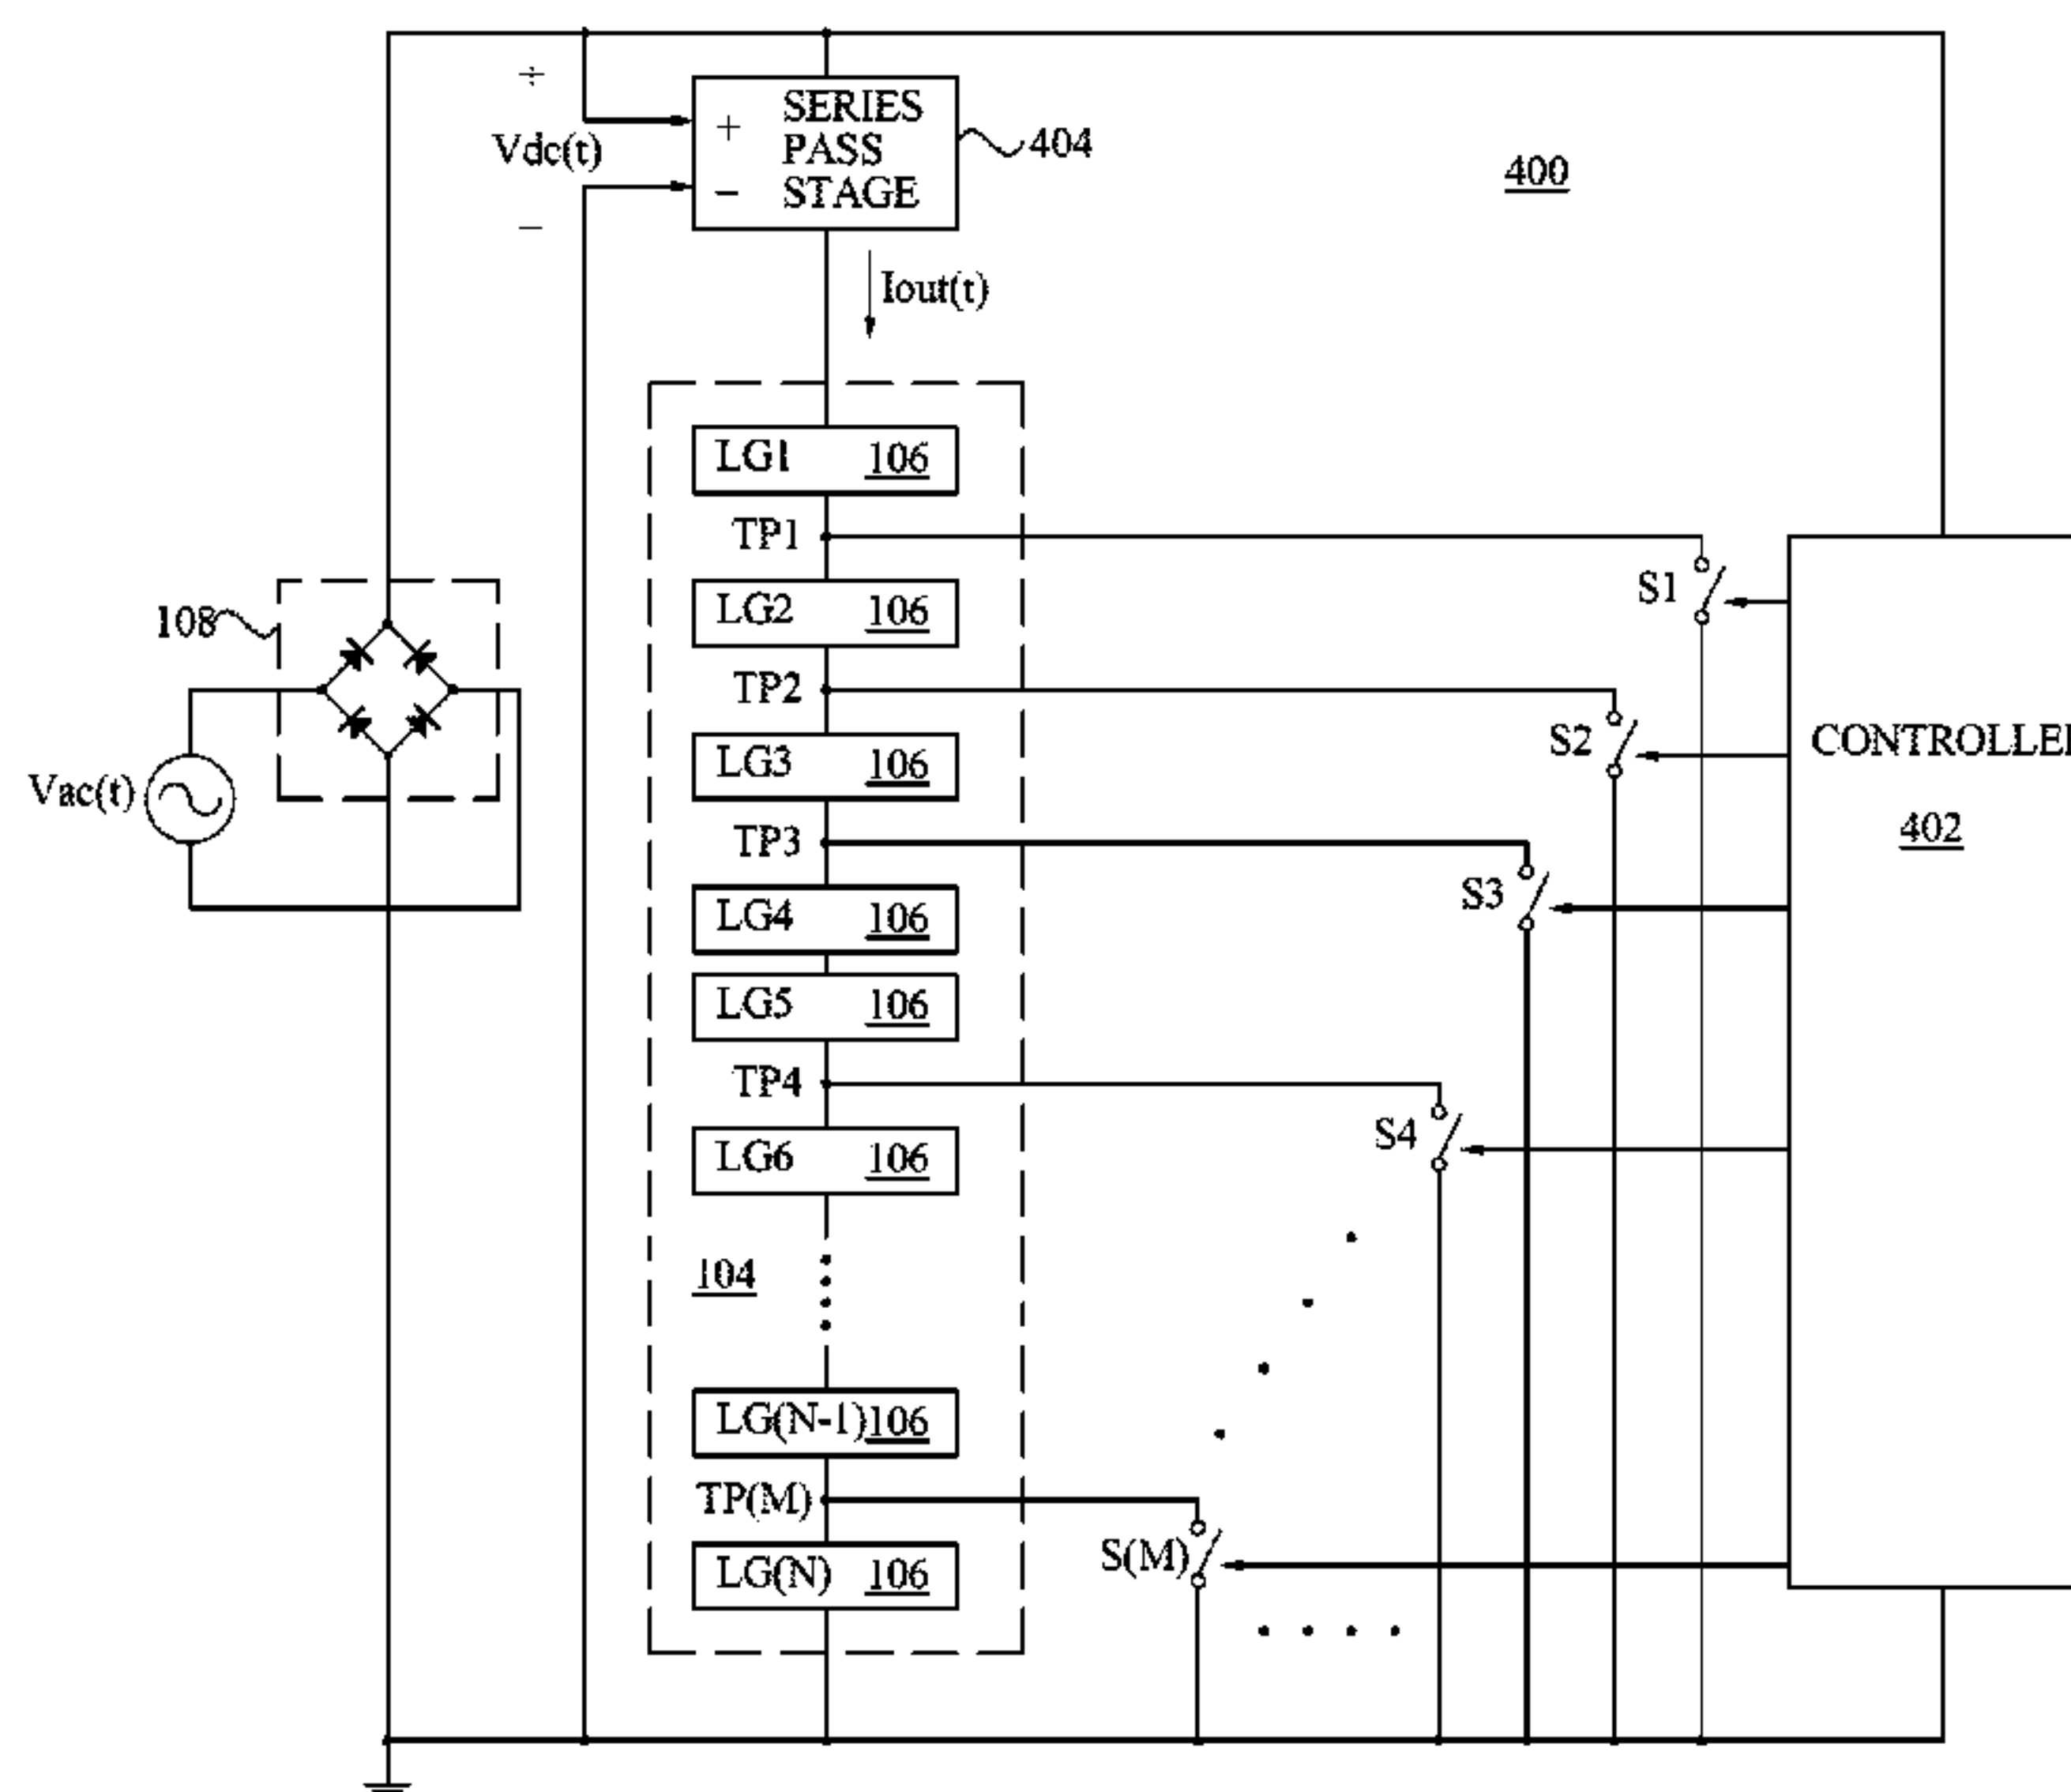 ÷
Vdc(t)
−
+ SERIES
PASS
− STAGE
404
400
Iout(t)
LG1 106
TP1
S1
LG2 106
108
TP2
S2
CONTROLLE
LG3 106
Vac(t)
402
TP3
S3
LG4 106
LG5 106
TP4
S4
LG6 106
104
LG(N-1)106
TP(M)
S(M)
LG(N) 106